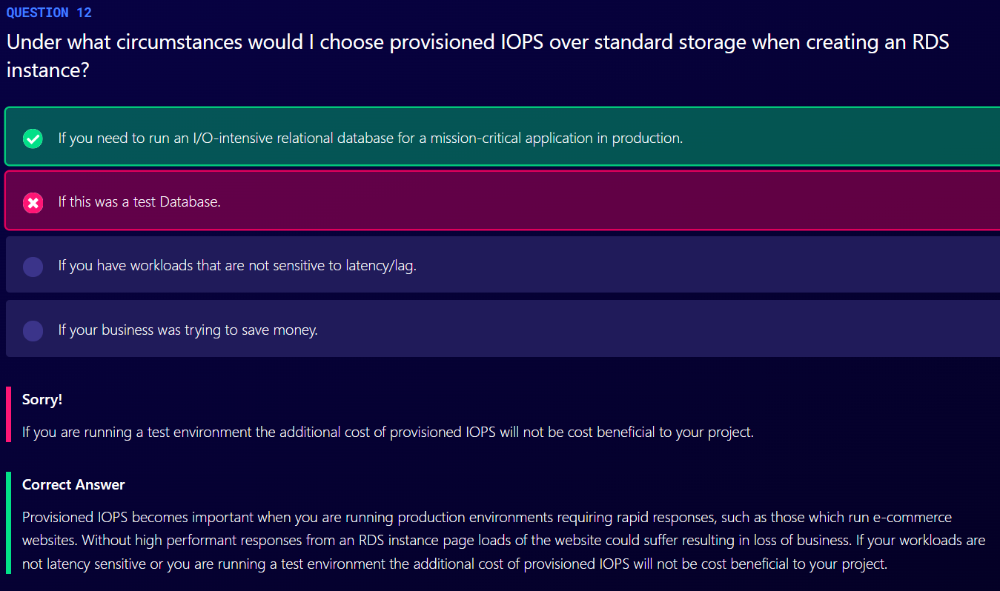 QUESTION 12
Under what circumstances would I choose provisioned IOPS over standard storage when creating an RDS
instance?
If you need to run an I/O-intensive relational database for a mission-critical application in production.
If this was a test Database.
If you have workloads that are not sensitive to latency/lag.
If your business was trying to save money.
Sorry!
If you are running a test environment the additional cost of provisioned IOPS will not be cost beneficial to your project.
Correct Answer
Provisioned IOPS becomes important when you are running production environments requiring rapid responses, such as those which run e-commerce
websites. Without high performant responses from an RDS instance page loads of the website could suffer resulting in loss of business. If your workloads are
not latency sensitive or you are running a test environment the additional cost of provisioned IOPS will not be cost beneficial to your project.